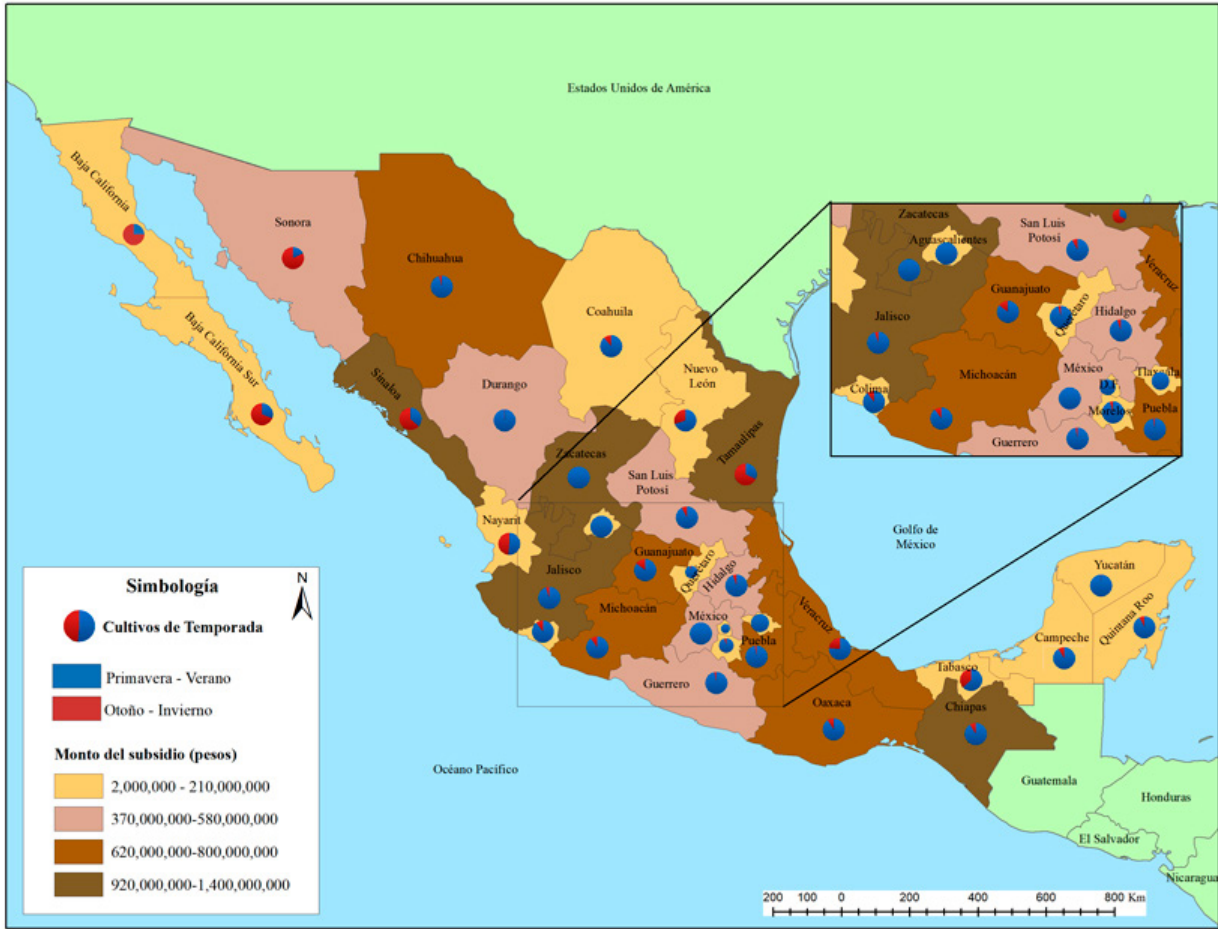 Estados Unidos de América
Baja California
Sonora
Chihuahua
Coahuila
Baja California Sur
Nuevo
León
Sinaloa
Durango
Tamaulipas
Zacatecas
San Luis
Potosi
Nayarit
Jalisco
Guanajuato
Queretaro
Hidalgo
Michoacán
México
Puebla
Veracruz
Guerrero
Oaxaca
Tabasco
Chiapas
Campeche
Yucatán
Quintana Roo
Golfo de
México
Océano Pacífico
Guatemala
Honduras
El Salvador
Nicaragua
Zacatecas
Aguascalientes
San Luis
Potosi
Veracruz
Guanajuato
Queretaro
Hidalgo
Jalisco
Michoacán
México
Tlaxcala
D.F.
Colima
Morelos
Puebla
Guerrero
Simbología
N
Cultivos de Temporada
Primavera - Verano
Otoño - Invierno
Monto del subsidio (pesos)
2,000,000 - 210,000,000
370,000,000-580,000,000
620,000,000-800,000,000
920,000,000-1,400,000,000
200 100 0 200 400 600 800 Km